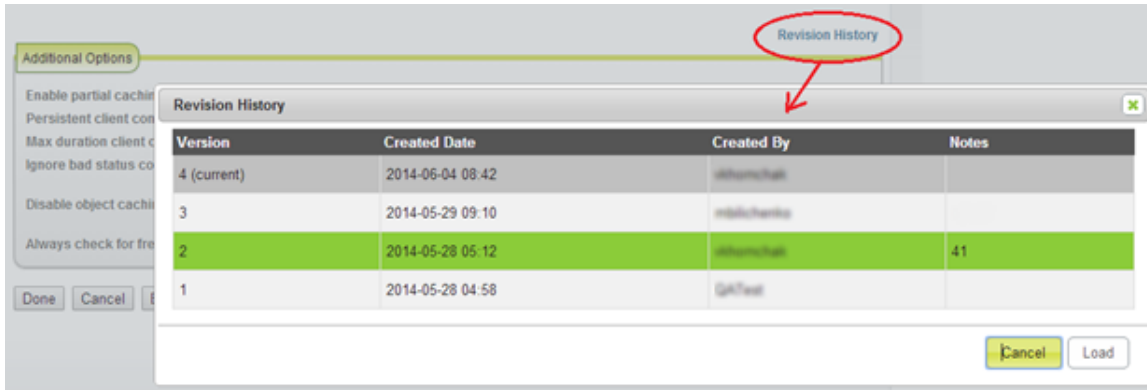 Revision History
Additional Options
Enable partial cachin
Persistent client con
Max duration client c
Ignore bad status co
Disable object cachin
Always check for fre
Done Cancel
Revision History
Version Created Date Created By Notes
4 (current) 2014-06-04 08:42
3 2014-05-29 09:10
2 2014-05-28 05:12 41
1 2014-05-28 04:58
Cancel Load